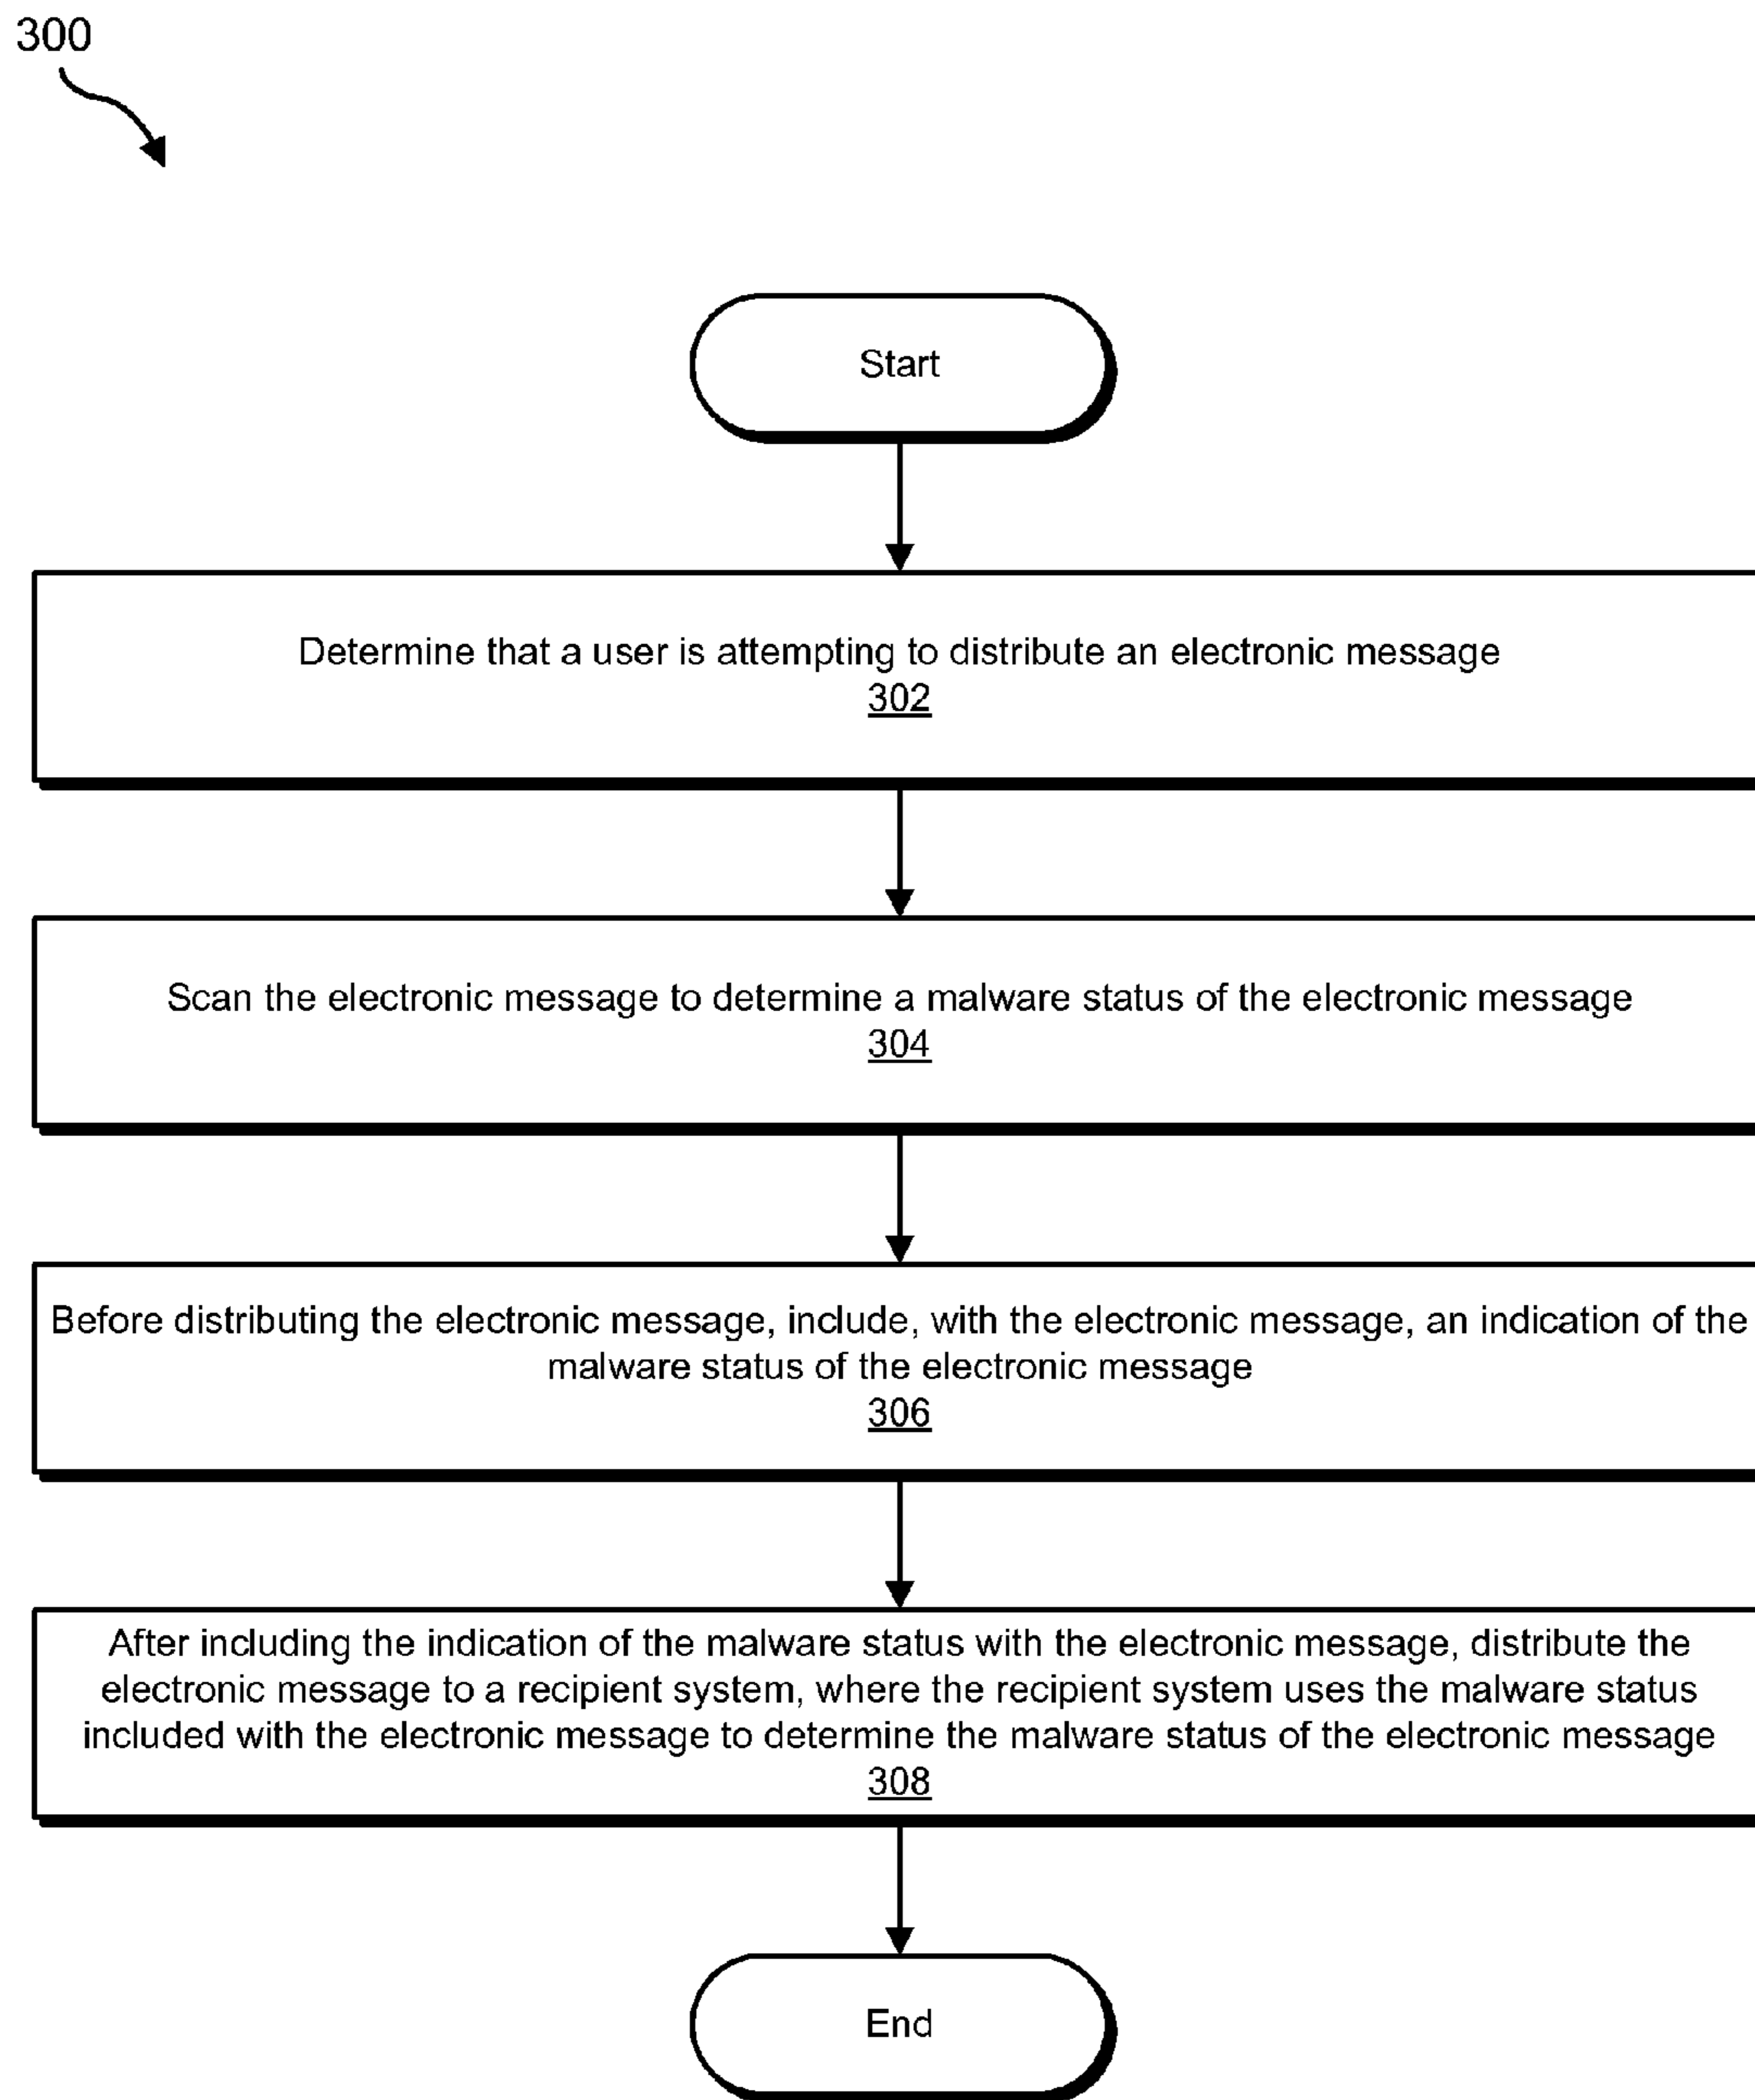 300
Start
Determine that a user is attempting to distribute an electronic message
302
Scan the electronic message to determine a malware status of the electronic message
304
Before distributing the electronic message, include, with the electronic message, an indication of the
malware status of the electronic message
306
After including the indication of the malware status with the electronic message, distribute the
electronic message to a recipient system, where the recipient system uses the malware status
included with the electronic message to determine the malware status of the electronic message
308
End